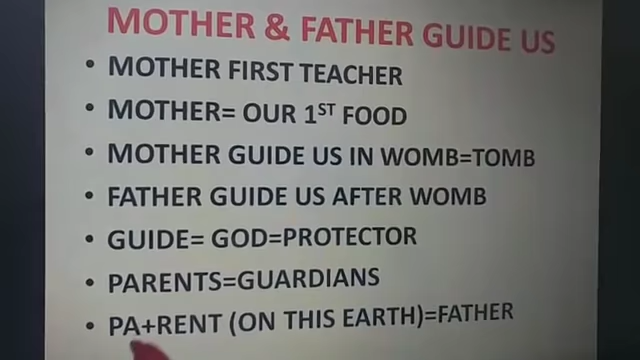 MOTHER & FATHER GUIDE US
• MOTHER FIRST TEACHER
• MOTHER= OUR 1ST FOOD
• MOTHER GUIDE US IN WOMB=TOMB
• FATHER GUIDE US AFTER WOMB
• GUIDE= GOD=PROTECTOR
• PARENTS=GUARDIANS
• PA+RENT (ON THIS EARTH)=FATHER